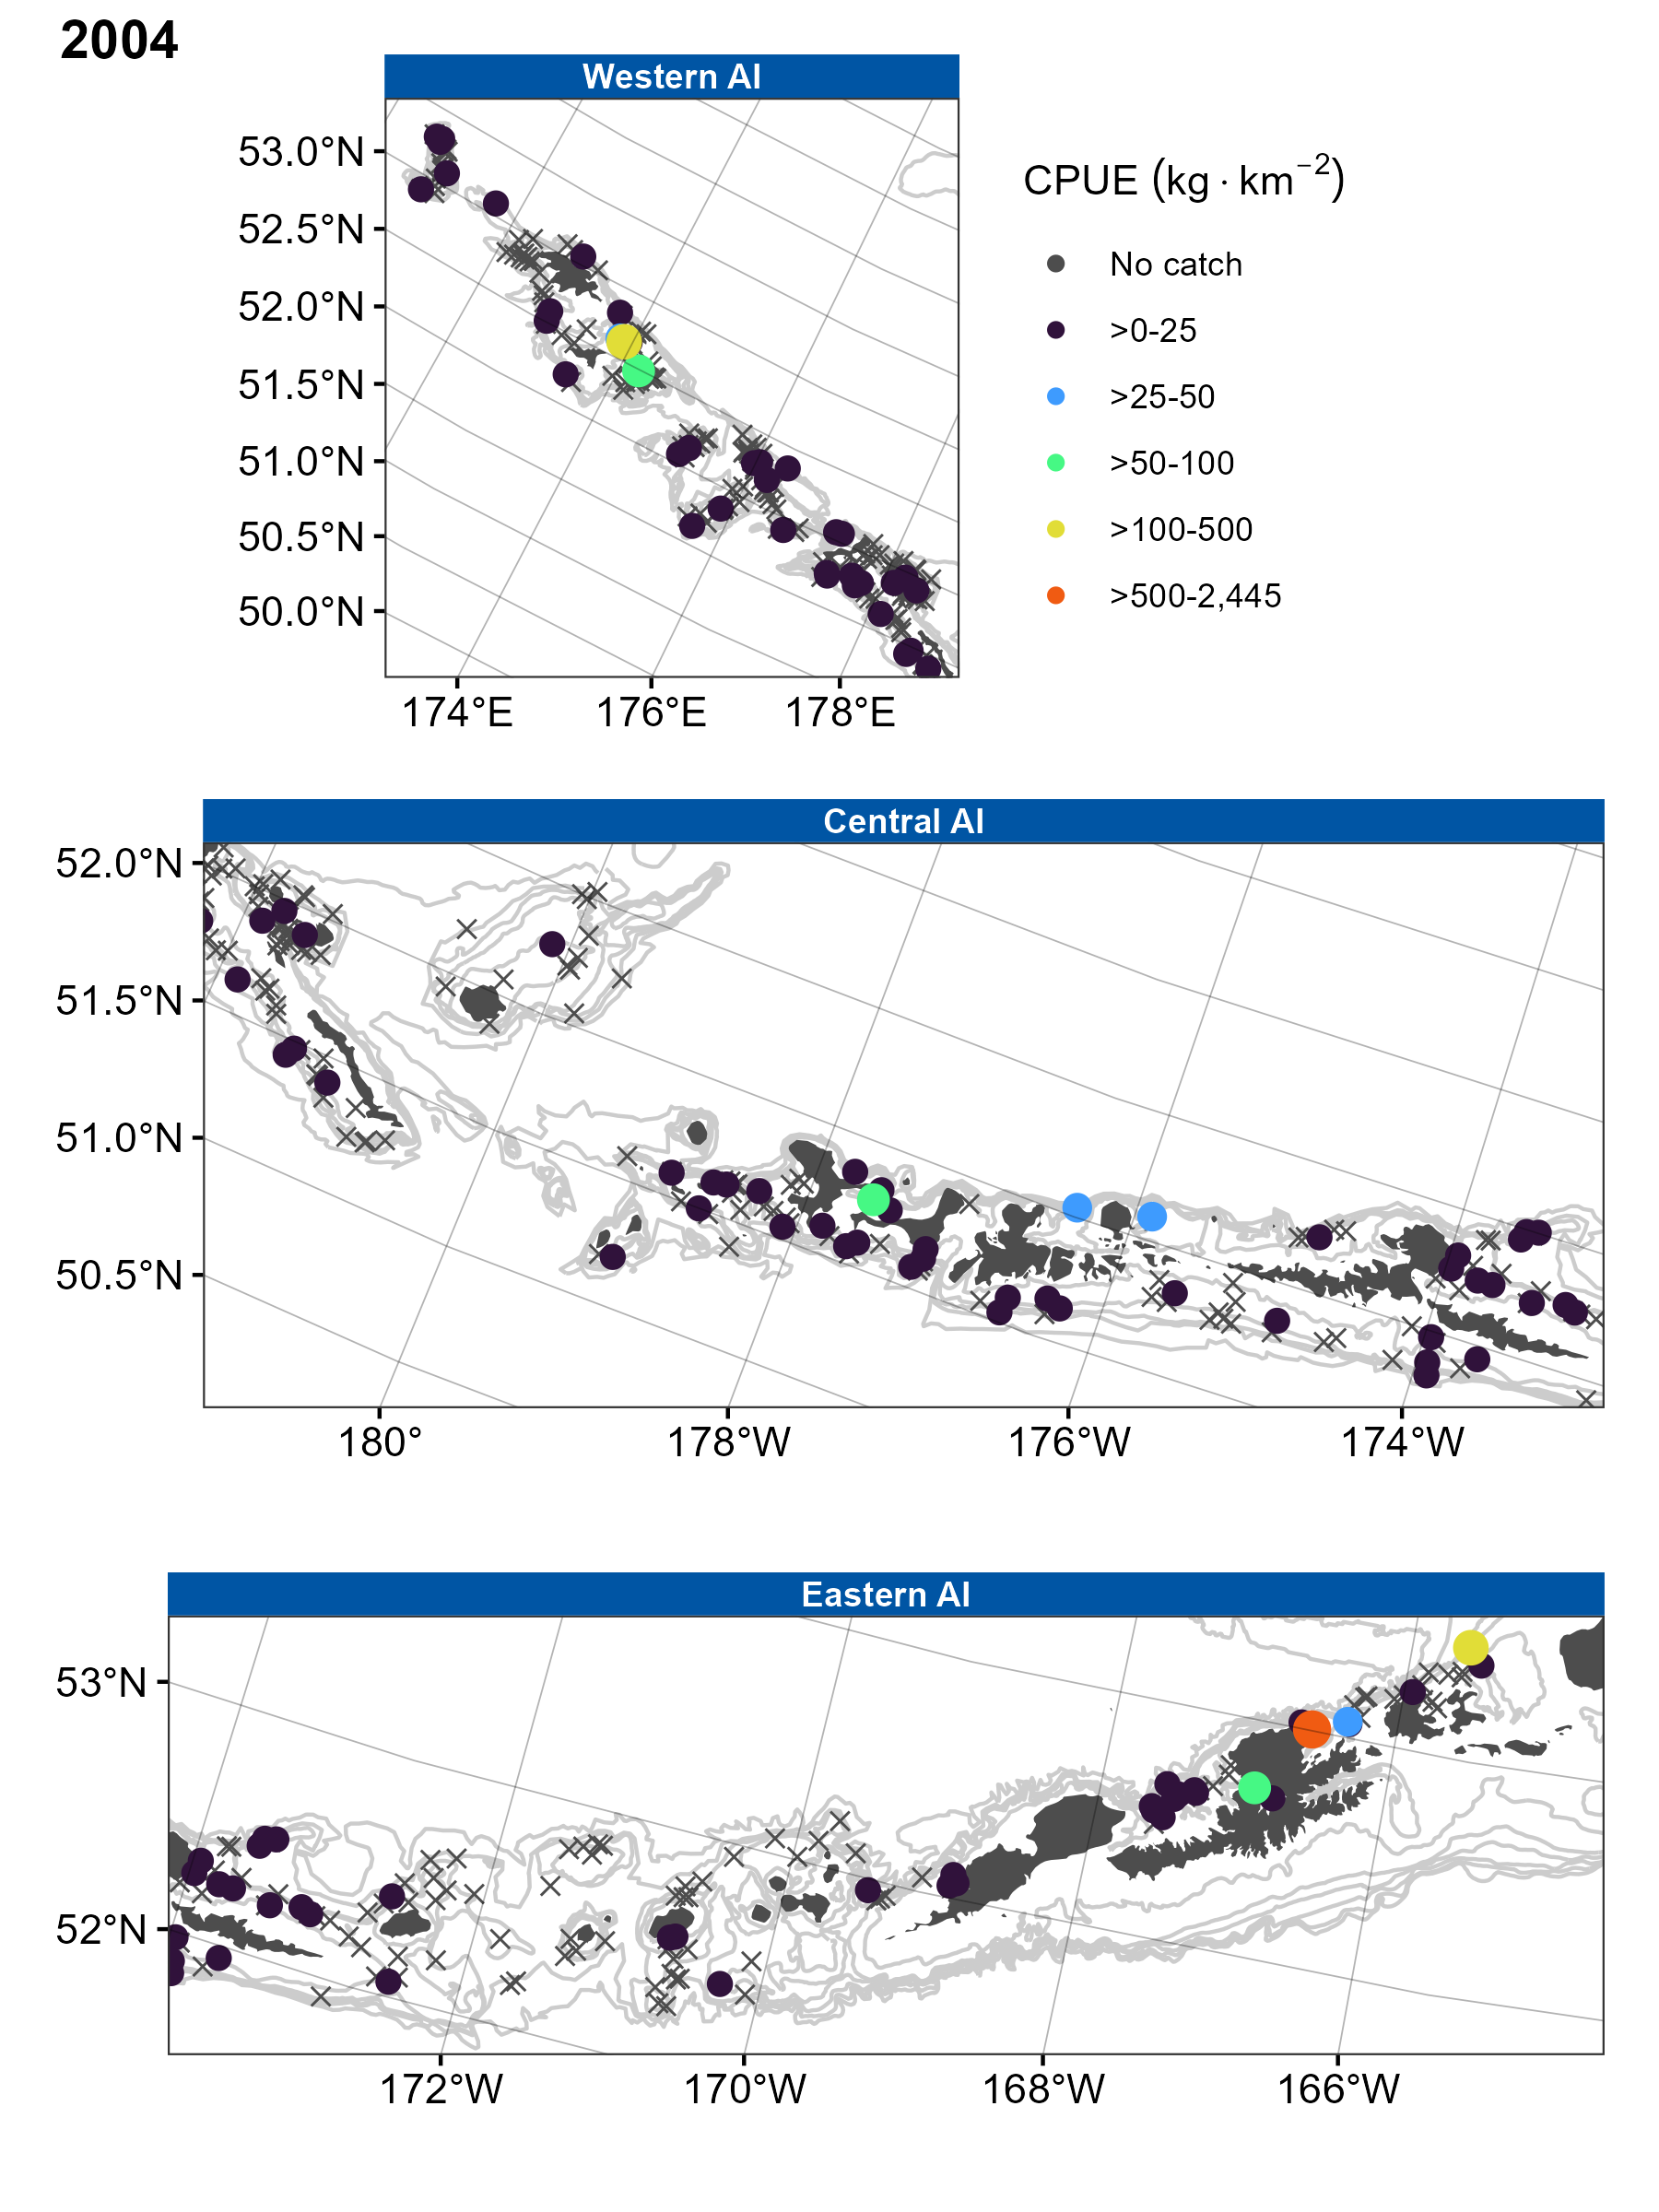 2004
Western AI
53.0°N
52.5°N
52.0°N
51.5°N
51.0°N
50.5°N
50.0°N
174°E 176°E 178°E
CPUE (kg · km⁻²)
No catch
>0-25
>25-50
>50-100
>100-500
>500-2,445
Central AI
52.0°N
51.5°N
51.0°N
50.5°N
180° 178°W 176°W 174°W
Eastern AI
53°N
52°N
172°W 170°W 168°W 166°W